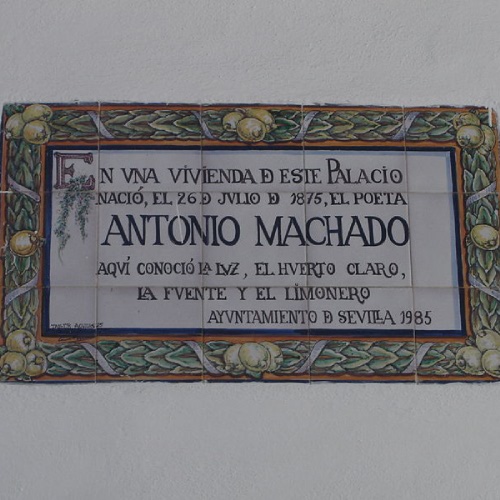 EN VNA VIVIENDA D ESTE PALACIO
NACIÓ, EL 26 D JULIO D 1875, EL POETA
ANTONIO MACHADO
AQVÍ CONOCIÓ LA LVZ, EL HVERTO CLARO,
LA FVENTE Y EL LIMONERO
AYVNTAMIENTO D SEVILLA 1985